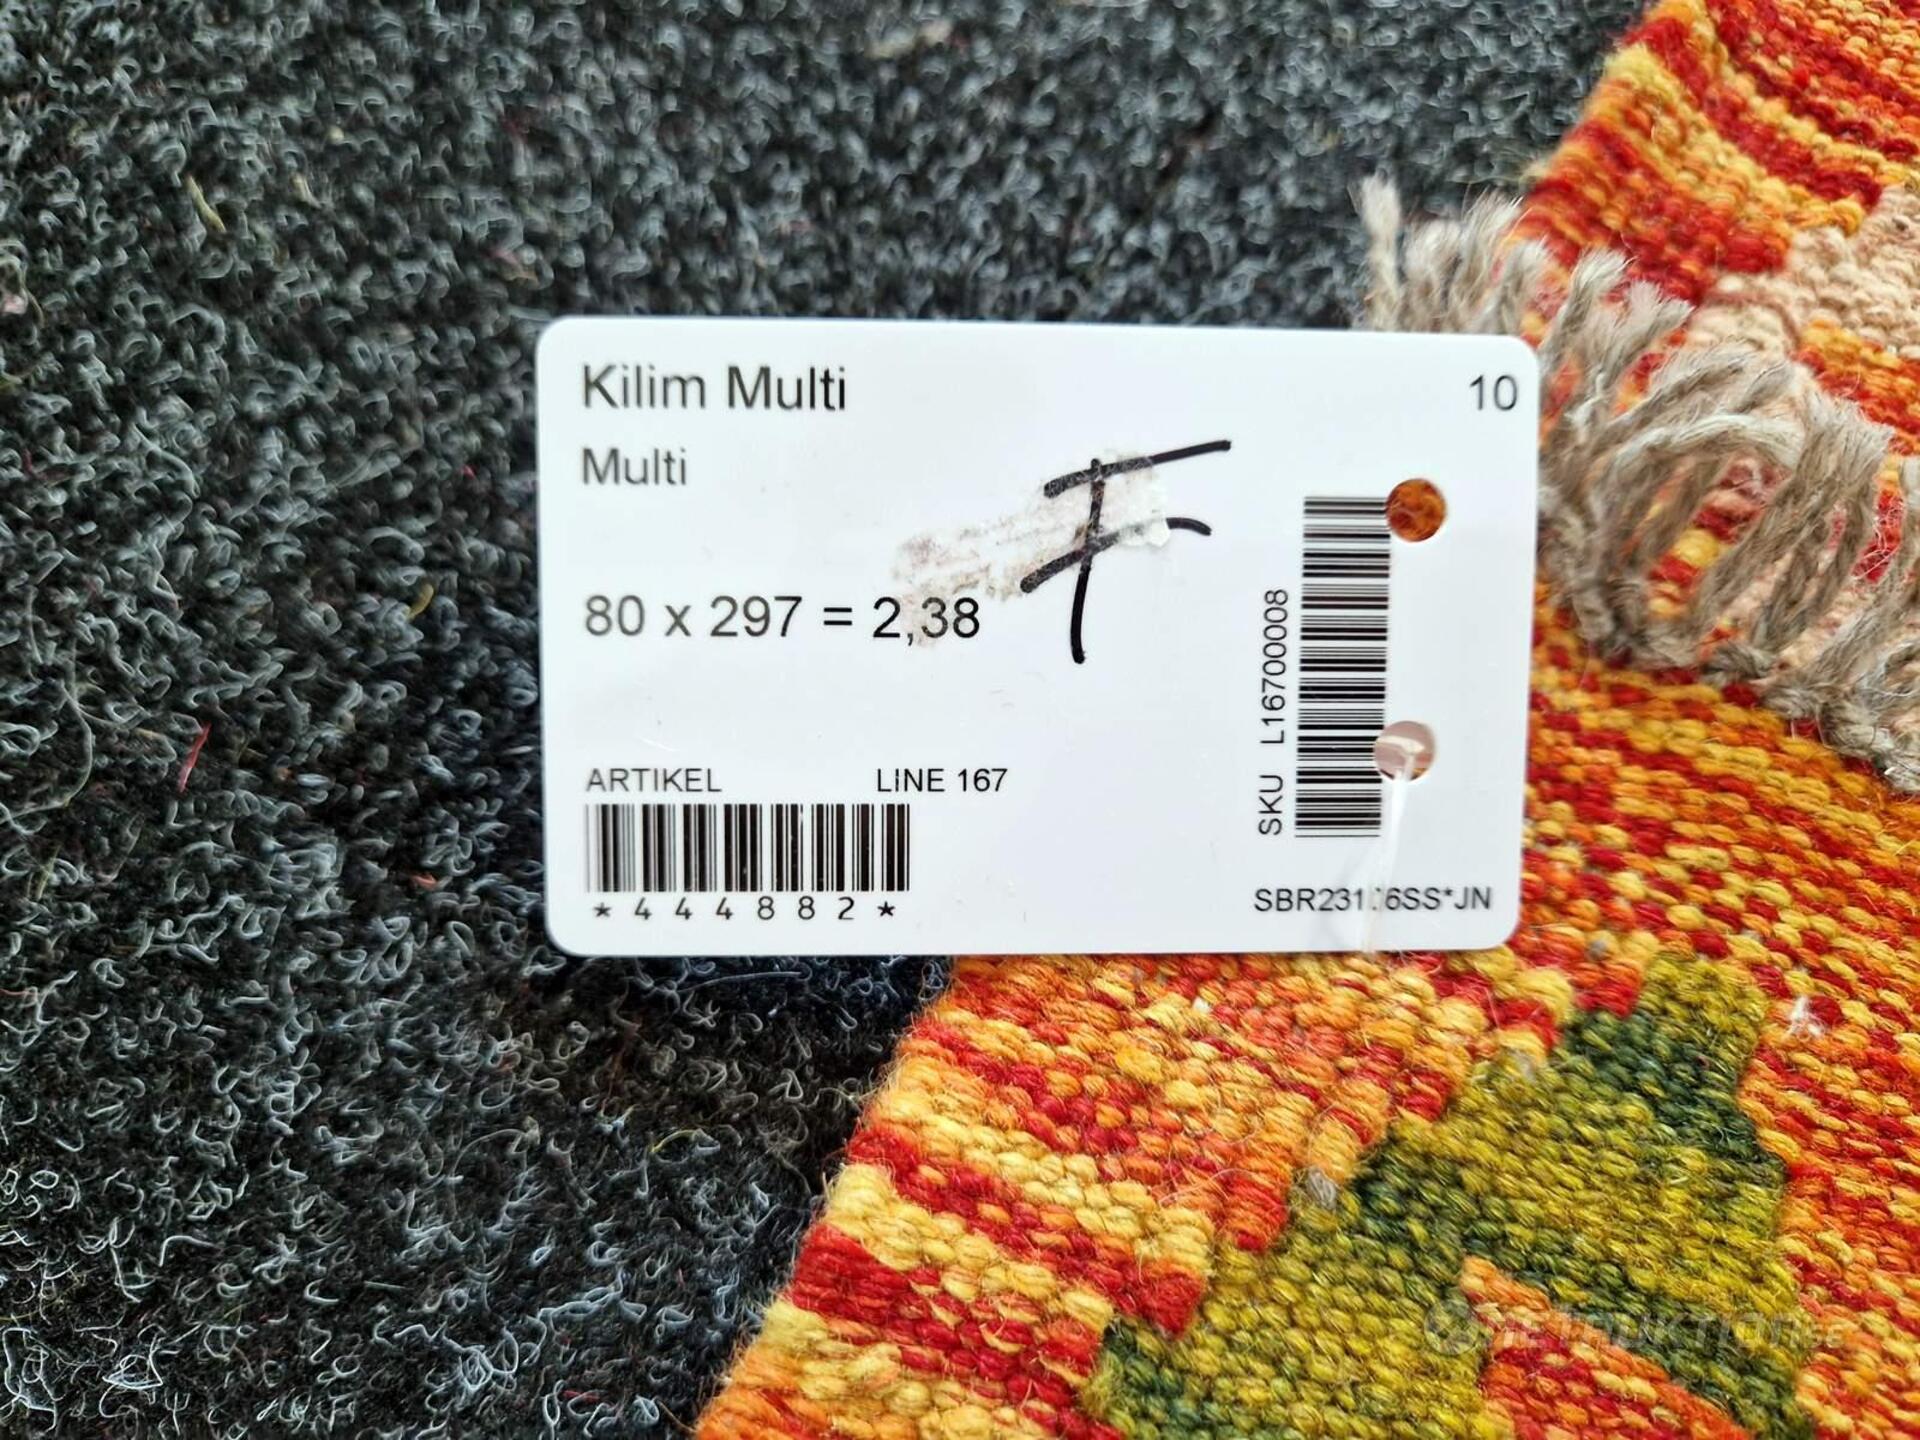 Kilim Multi
10
Multi
F
80 x 297 = 2,38
ARTIKEL LINE 167
*444882*
SKU L16700008